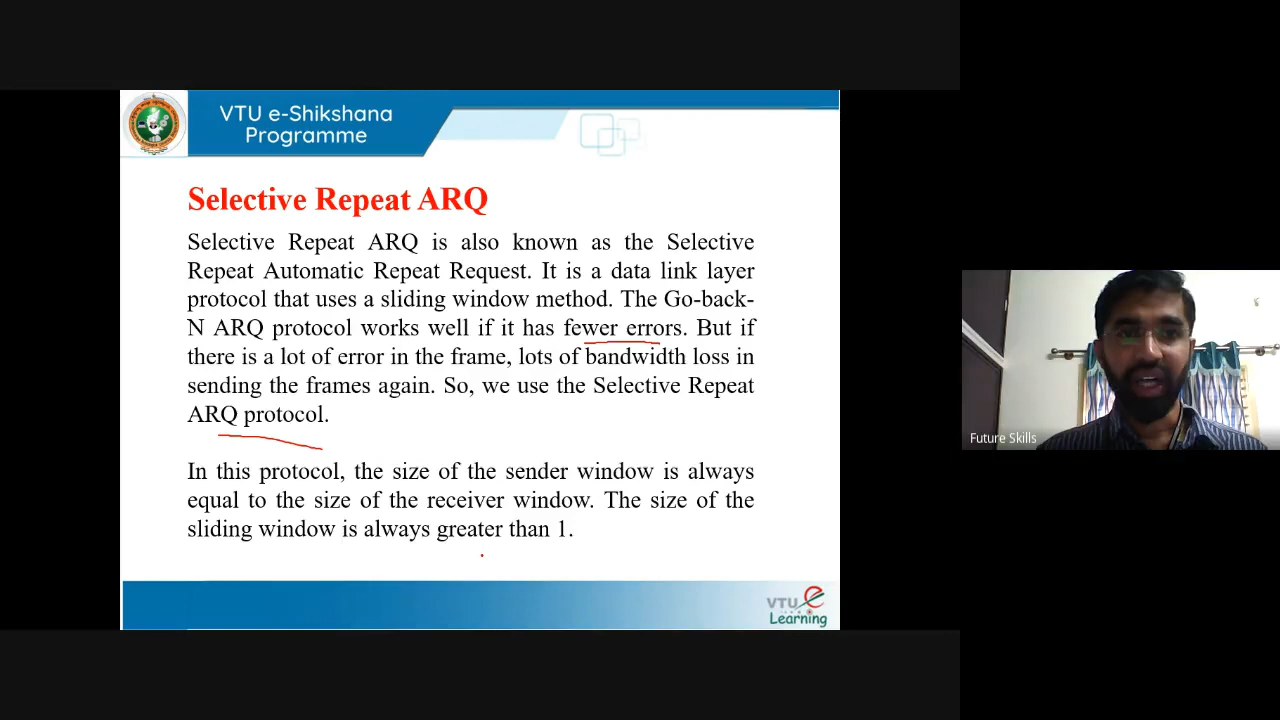 VTU e-Shikshana
Programme
Selective Repeat ARQ
Selective Repeat ARQ is also known as the Selective
Repeat Automatic Repeat Request. It is a data link layer
protocol that uses a sliding window method. The Go-back-
N ARQ protocol works well if it has fewer errors. But if
there is a lot of error in the frame, lots of bandwidth loss in
sending the frames again. So, we use the Selective Repeat
ARQ protocol.
In this protocol, the size of the sender window is always
equal to the size of the receiver window. The size of the
sliding window is always greater than 1.
VTU e
Learning
Future Skills